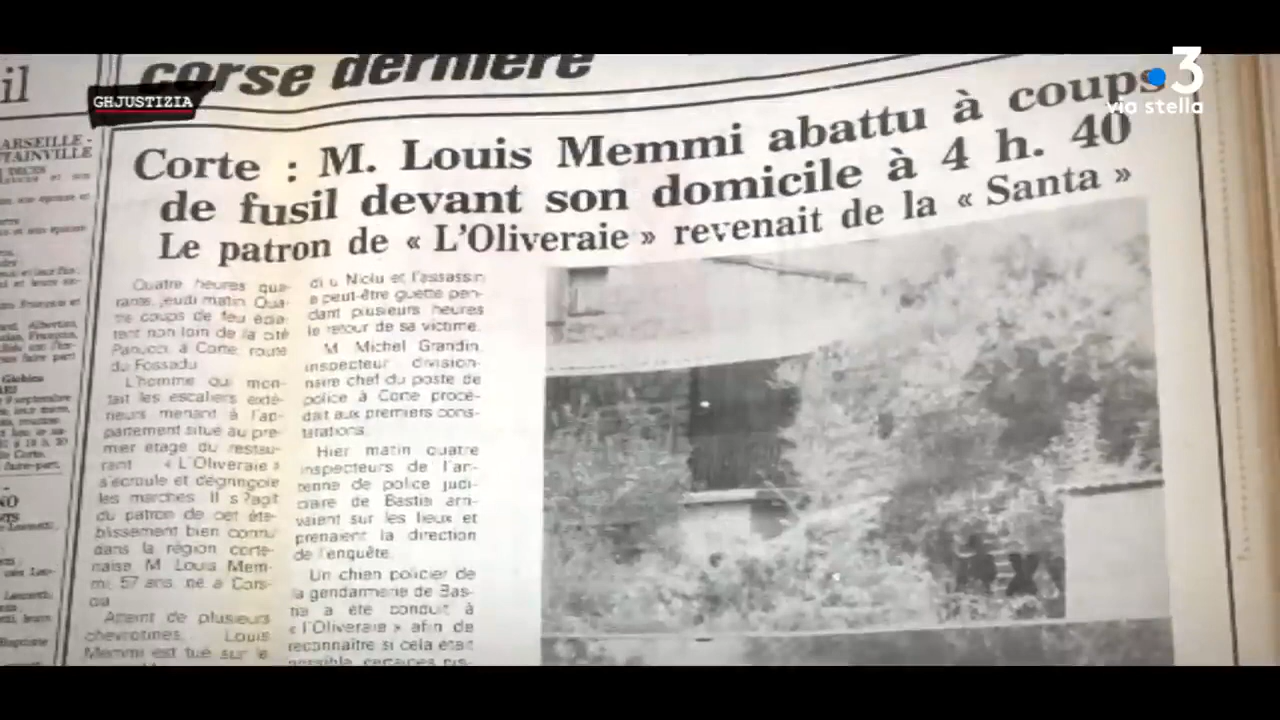 corse dernière
GHJUSTIZIA
3
via stella
il
ARSEILLE -
TAINVILLE
Corte : M. Louis Memmi abattu à coups
de fusil devant son domicile à 4 h. 40
Le patron de « L'Oliveraie » revenait de la « Santa »
Quatre heures qua-
rante, jeudi matin. Qua-
tre coups de feu écla-
tent non loin de la cité
Panucci à Corte, route
du Fossadu
L'homme qui mon-
tait les escaliers exté-
rieurs menant à l'ap-
partement situé au pre-
mier étage du restau-
rant « L'Oliveraie »
s'écroule et dégringole
les marches. Il s'agit
du patron de cet éta-
blissement bien connu
dans la région corte-
naise M Louis Mem-
mi, 57 ans, né à
Atteint de plusieurs
chevrotines, Louis
Memmi est tué sur le
di u Niolu et l'assassin
a peut-être guetté pen-
dant plusieurs heures
le retour de sa victime.
M Michel Grandin,
inspecteur division-
naire chef du poste de
police à Corte procé-
dait aux premiers cons-
tatations.
Hier matin quatre
inspecteurs de l'an-
tenne de police judi-
ciaire de Bastia arri-
vaient sur les lieux et
prenaient la direction
de l'enquête.
Un chien policier de
la gendarmerie de Bas-
tia a été conduit à
« l'Oliveraie » afin de
reconnaître si cela était